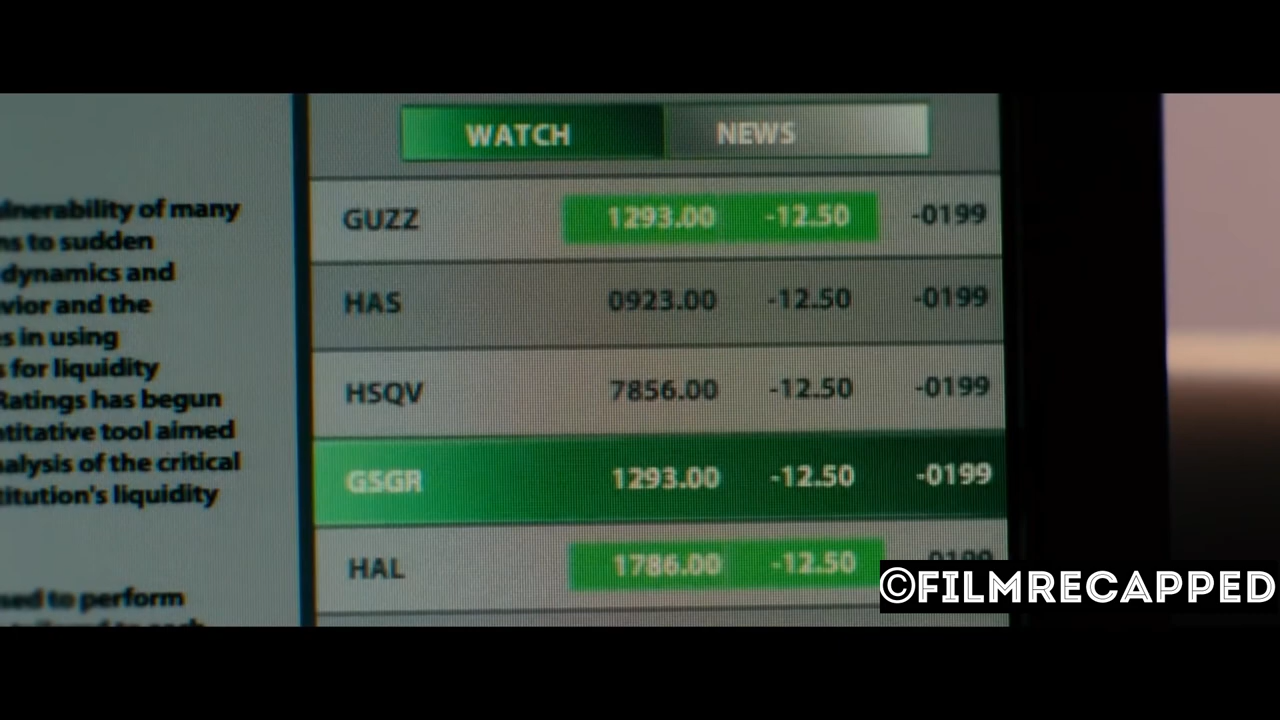 WATCH NEWS
ulnerability of many
ns to sudden
dynamics and
vior and the
s in using
s for liquidity
Ratings has begun
ntitative tool aimed
nalysis of the critical
titution's liquidity
sed to perform
GUZZ 1293.00 -12.50 -0199
HAS 0923.00 -12.50 -0199
HSQV 7856.00 -12.50 -0199
GSGR 1293.00 -12.50 -0199
HAL 1786.00 -12.50
©FILMRECAPPED